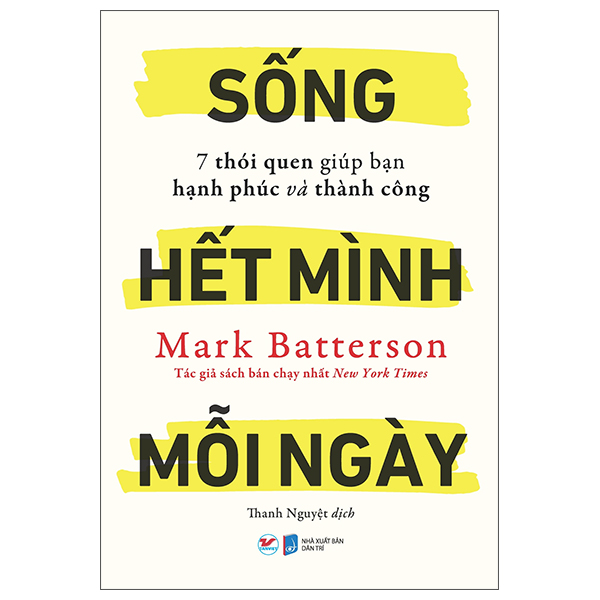 SỐNG
7 thói quen giúp bạn
hạnh phúc và thành công
HẾT MÌNH
Mark Batterson
Tác giả sách bán chạy nhất New York Times
MỖI NGÀY
Thanh Nguyệt dịch
TANVIET
NHÀ XUẤT BẢN
DÂN TRÍ